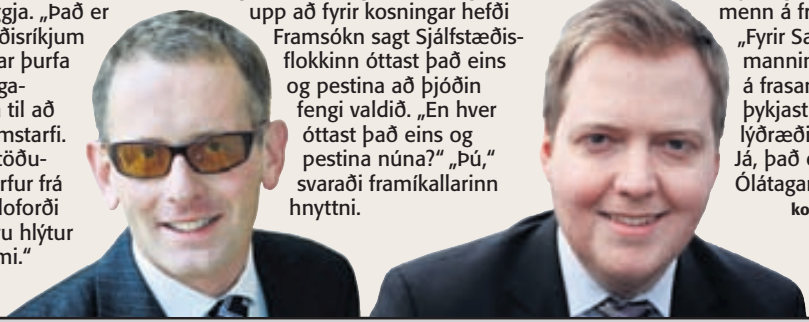 ggja. „Það er
ðisríkjum
ar þurfa
ga-
til að
mstarfi.
töðu-
rfur frá
loforði
u hlýtur
mi.“
upp að fyrir kosningar hefði
Framsókn sagt Sjálfstæðis-
flokkinn óttast það eins
og pestina að þjóðin
fengi valdið. „En hver
óttast það eins og
pestina núna?“ „Þú,“
svaraði framíkallarinn
hnyttni.
menn á fr
„Fyrir Sa
mannin
á frasar
þykjast
lýðræði
Já, það e
Ólátagar
ko